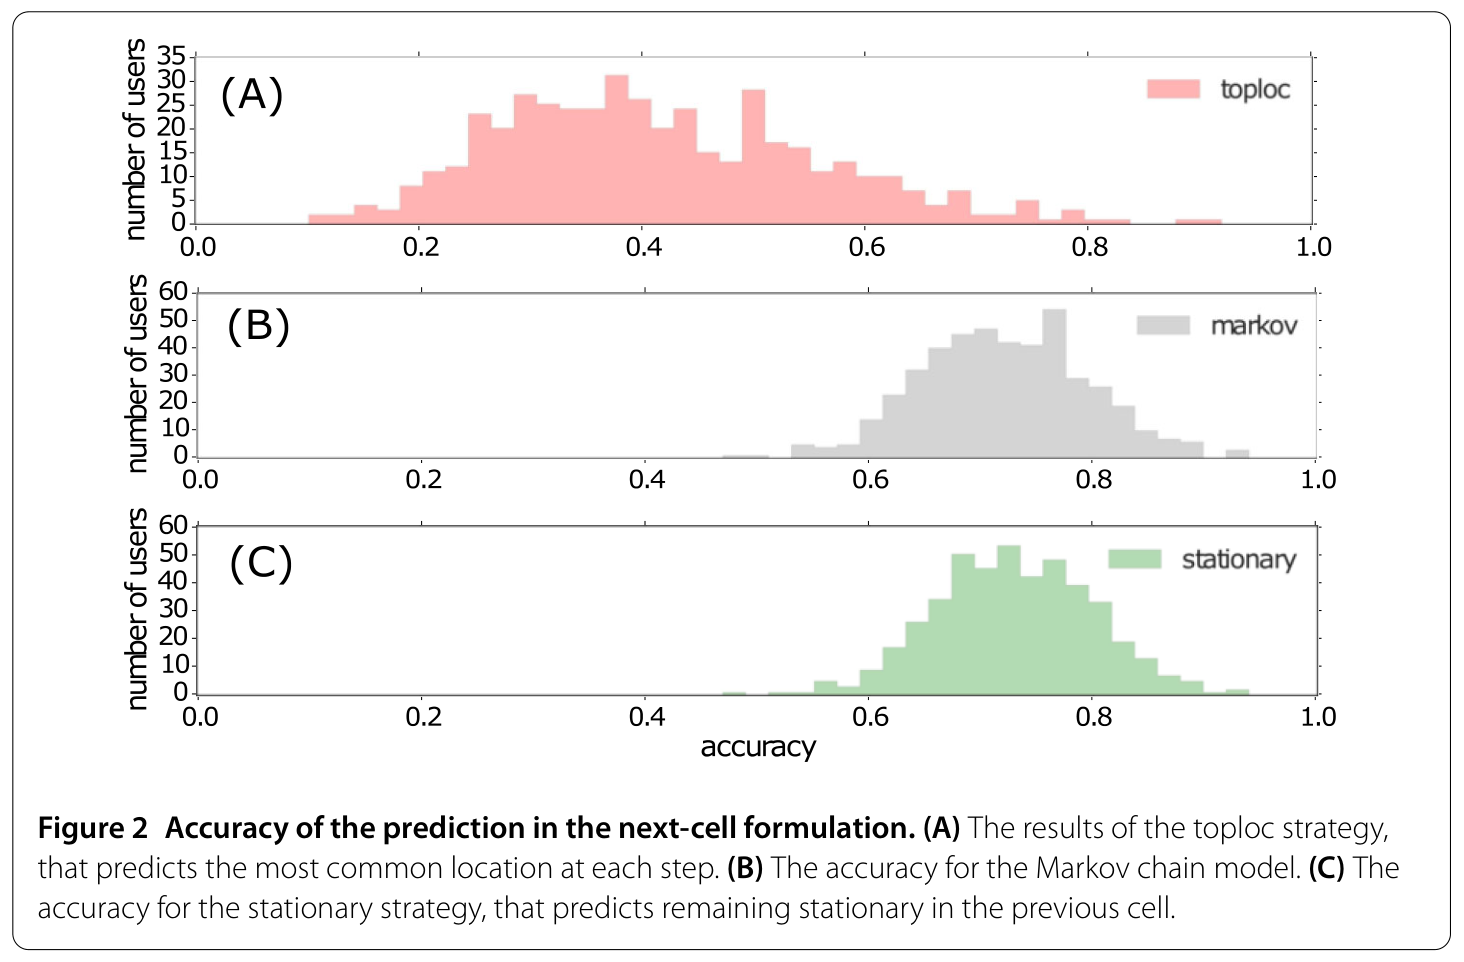 number of users
35
30
25
20
15
10
5
0
(A)
toploc
0.0 0.2 0.4 0.6 0.8 1.0
number of users
60
50
40
30
20
10
0
(B)
markov
0.0 0.2 0.4 0.6 0.8 1.0
number of users
60
50
40
30
20
10
0
(C)
stationary
0.0 0.2 0.4 0.6 0.8 1.0
accuracy
Figure 2 Accuracy of the prediction in the next-cell formulation. (A) The results of the toploc strategy,
that predicts the most common location at each step. (B) The accuracy for the Markov chain model. (C) The
accuracy for the stationary strategy, that predicts remaining stationary in the previous cell.